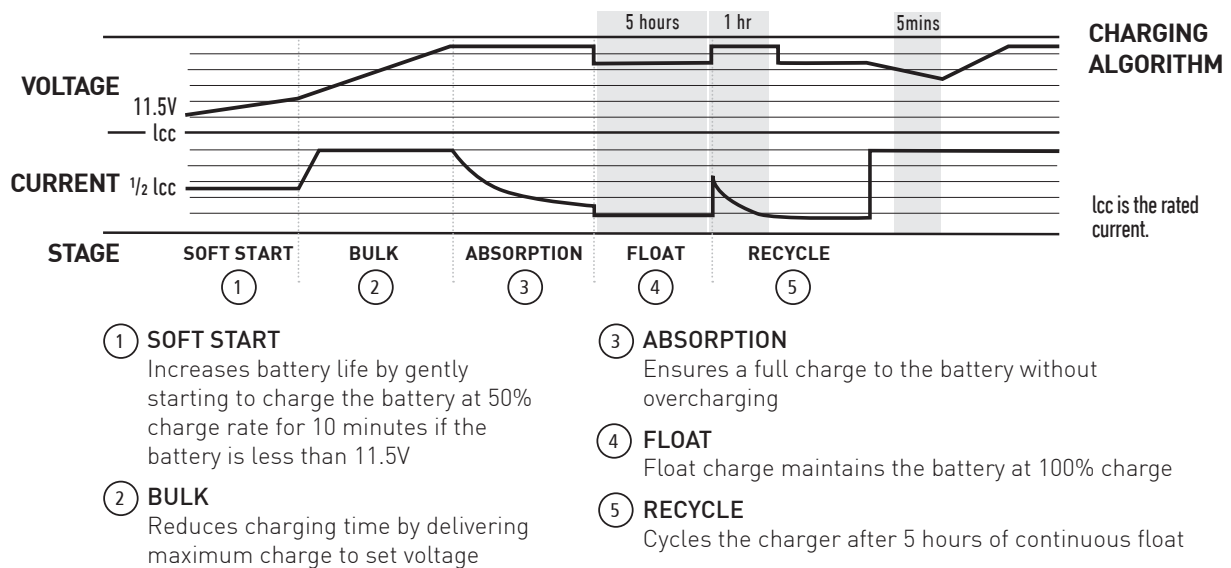 5 hours
1 hr
5mins
CHARGING
ALGORITHM
VOLTAGE
11.5V
lcc
CURRENT
1/2 lcc
lcc is the rated
current.
STAGE
SOFT START
BULK
ABSORPTION
FLOAT
RECYCLE
1
2
3
4
5
1 SOFT START
Increases battery life by gently
starting to charge the battery at 50%
charge rate for 10 minutes if the
battery is less than 11.5V
2 BULK
Reduces charging time by delivering
maximum charge to set voltage
3 ABSORPTION
Ensures a full charge to the battery without
overcharging
4 FLOAT
Float charge maintains the battery at 100% charge
5 RECYCLE
Cycles the charger after 5 hours of continuous float